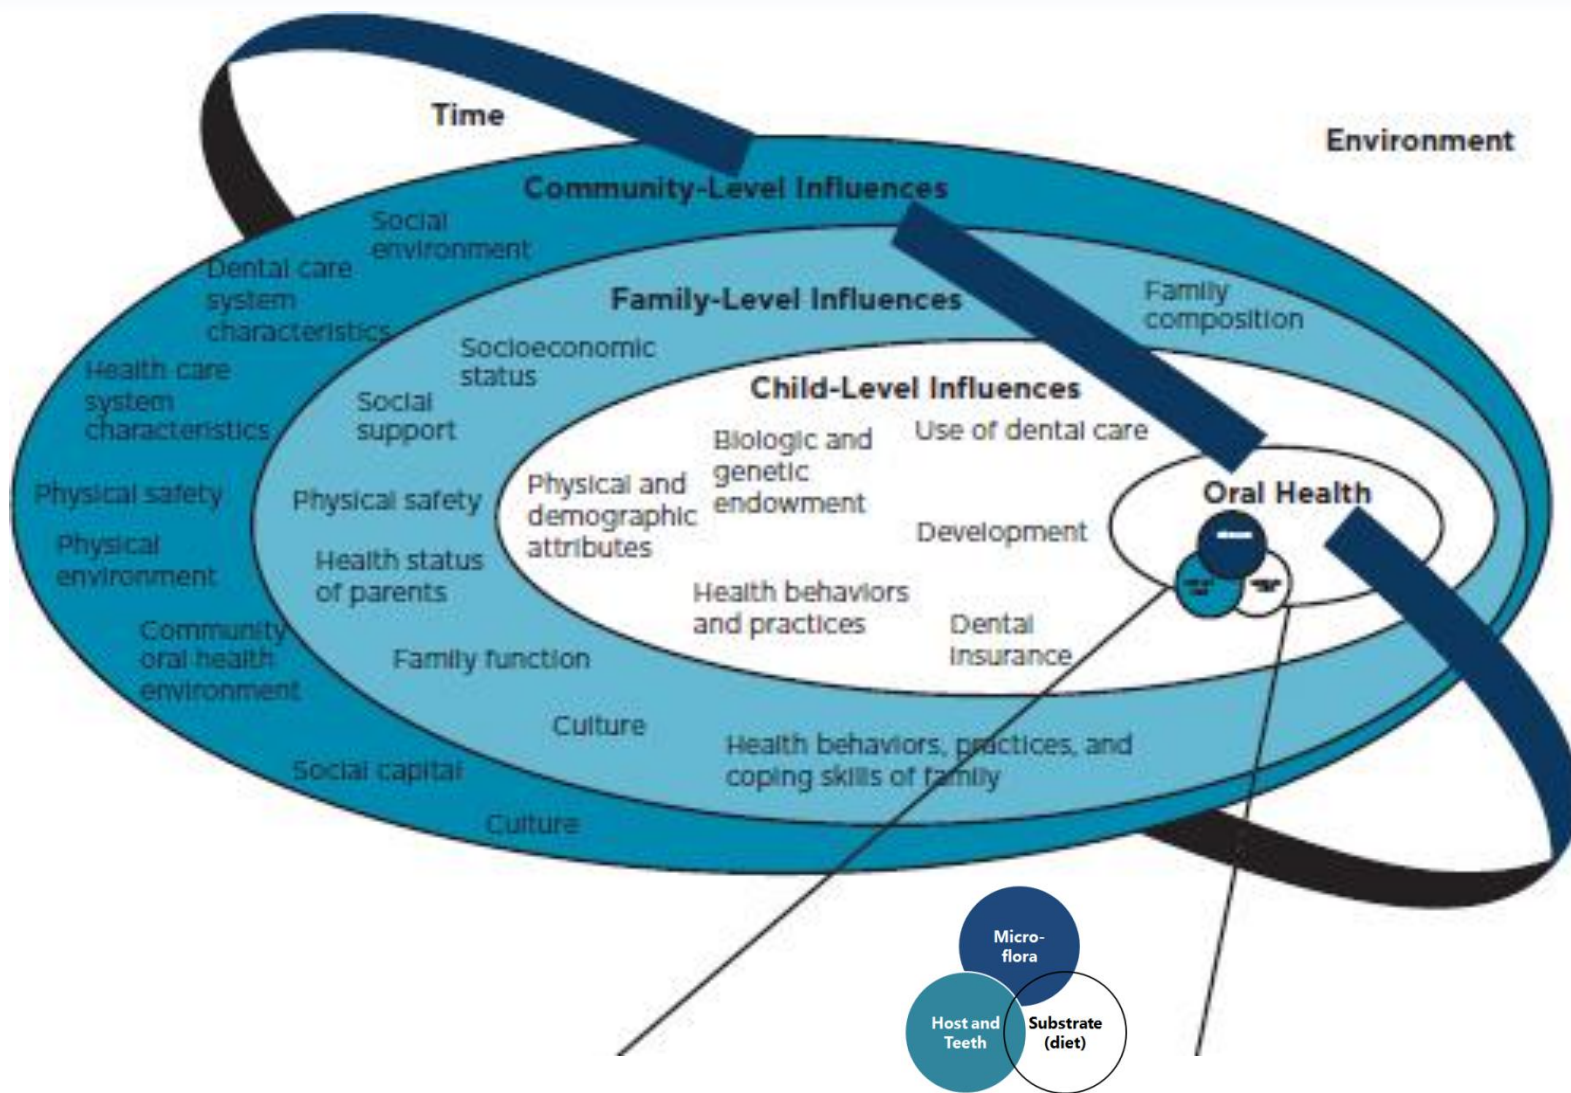 Time
Environment
Community-Level Influences
Social
environment
Dental care
system
characteristics
Health care
system
characteristics
Physical safety
Physical
environment
Community
oral health
environment
Social capital
Culture
Family-Level Influences
Family
composition
Socioeconomic
status
Social
support
Physical safety
Health status
of parents
Family function
Culture
Health behaviors, practices, and
coping skills of family
Child-Level Influences
Use of dental care
Biologic and
genetic
endowment
Physical and
demographic
attributes
Development
Health behaviors
and practices
Dental
insurance
Oral Health
Micro-
flora
Host and
Teeth
Substrate
(diet)